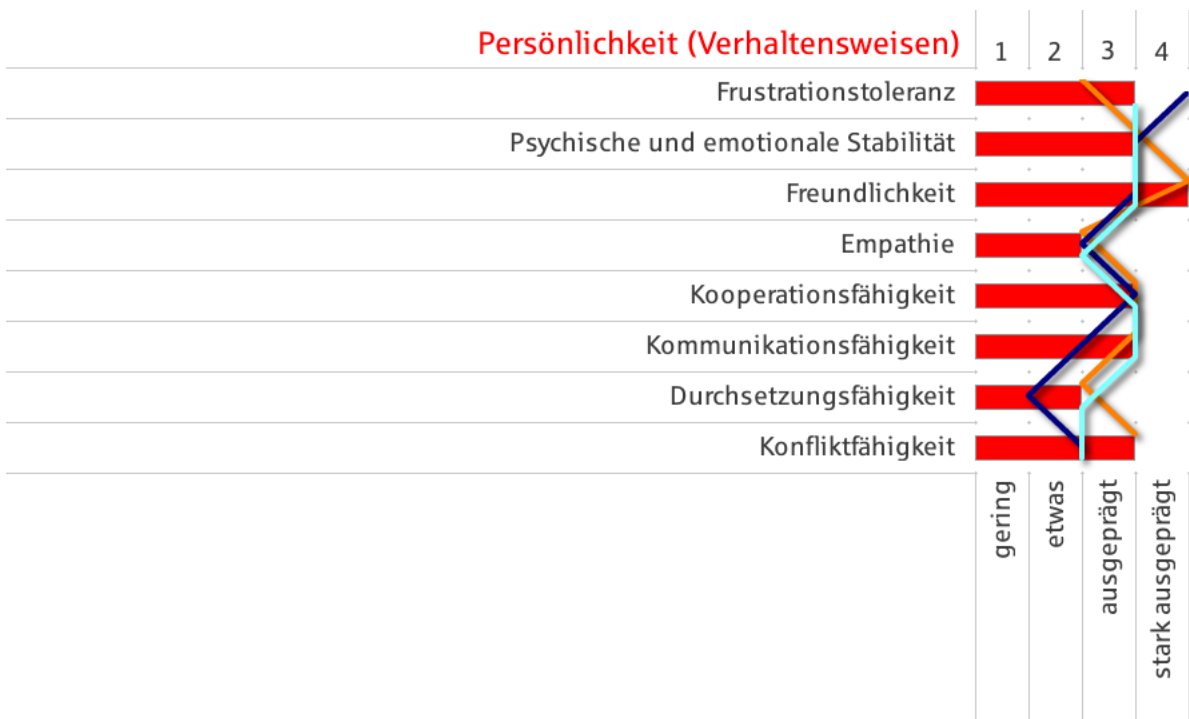 Persönlichkeit (Verhaltensweisen) 1 2 3 4
Frustrationstoleranz
Psychische und emotionale Stabilität
Freundlichkeit
Empathie
Kooperationsfähigkeit
Kommunikationsfähigkeit
Durchsetzungsfähigkeit
Konfliktfähigkeit
gering
etwas
ausgeprägt
stark ausgeprägt